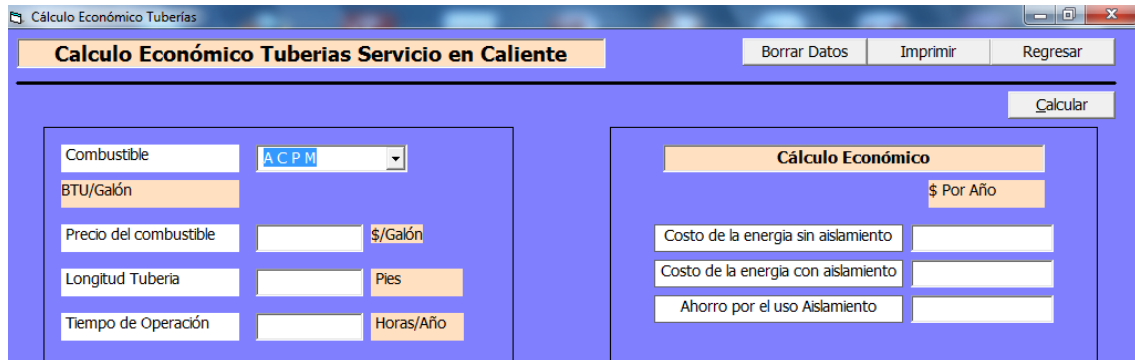 Cálculo Económico Tuberías
Calculo Económico Tuberias Servicio en Caliente
Borrar Datos
Imprimir
Regresar
Calcular
Combustible
A C P M
BTU/Galón
Precio del combustible
$/Galón
Longitud Tuberia
Pies
Tiempo de Operación
Horas/Año
Cálculo Económico
$ Por Año
Costo de la energia sin aislamiento
Costo de la energia con aislamiento
Ahorro por el uso Aislamiento